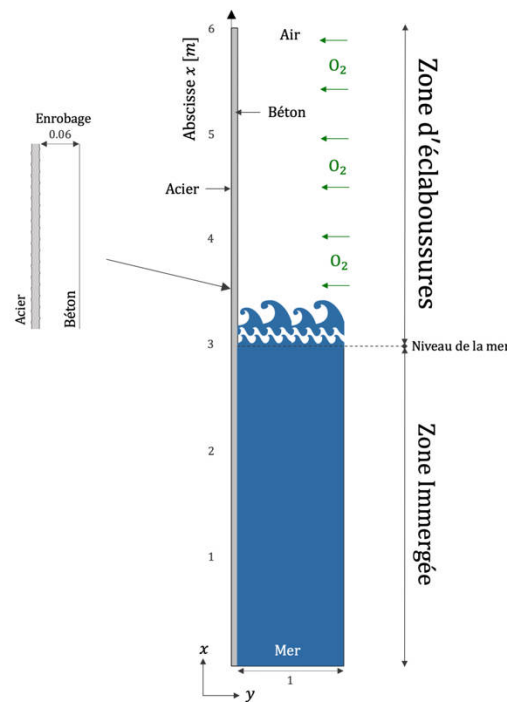 6
Air
O₂
Abscisse x [m]
Enrobage
0.06
5
Béton
O₂
Acier
4
O₂
Acier
Béton
Zone d'éclaboussures
3
Niveau de la mer
2
Zone Immergée
1
x
Mer
y
1